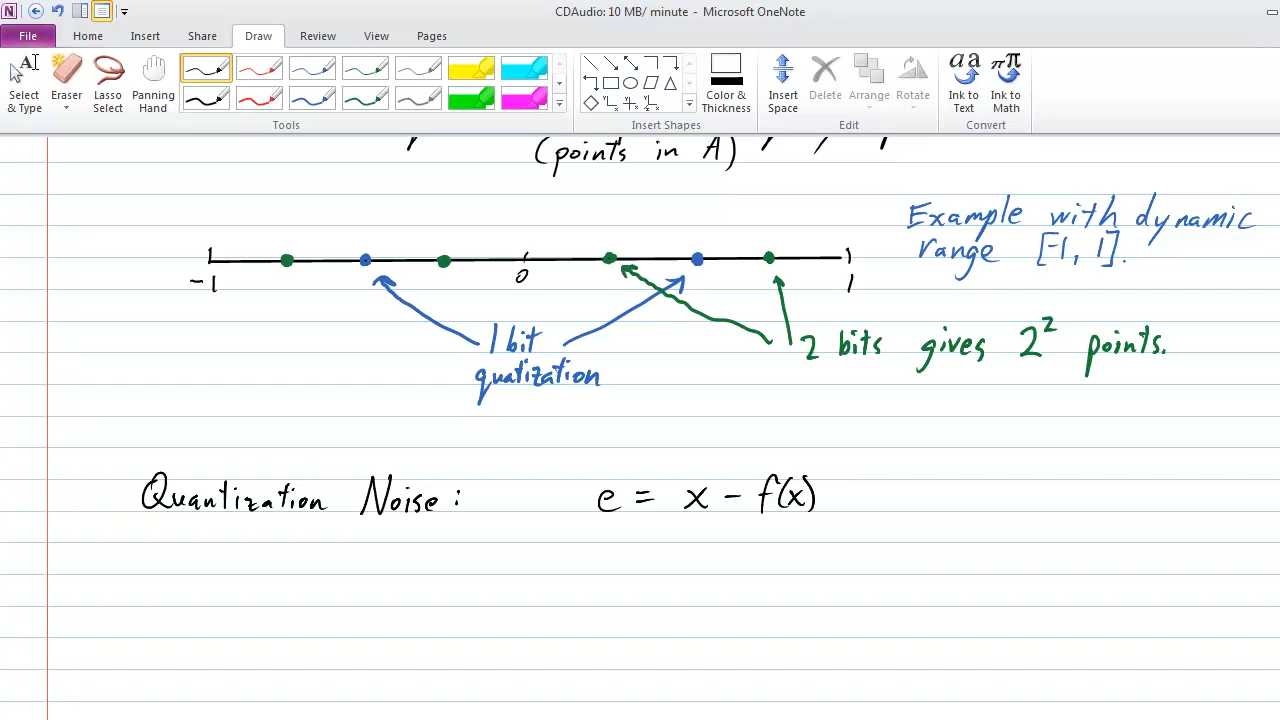 CDAudio: 10 MB/ minute - Microsoft OneNote
File Home Insert Share Draw Review View Pages
Select & Type
Eraser
Lasso Select
Panning Hand
Color & Thickness
Insert Space
Delete
Arrange
Rotate
Ink to Text
Ink to Math
Tools Insert Shapes Edit Convert
(points in A)
Example with dynamic
range [-1, 1].
-1 0 1
1 bit
quatization
2 bits gives 2² points.
Quantization Noise: e = x - f(x)